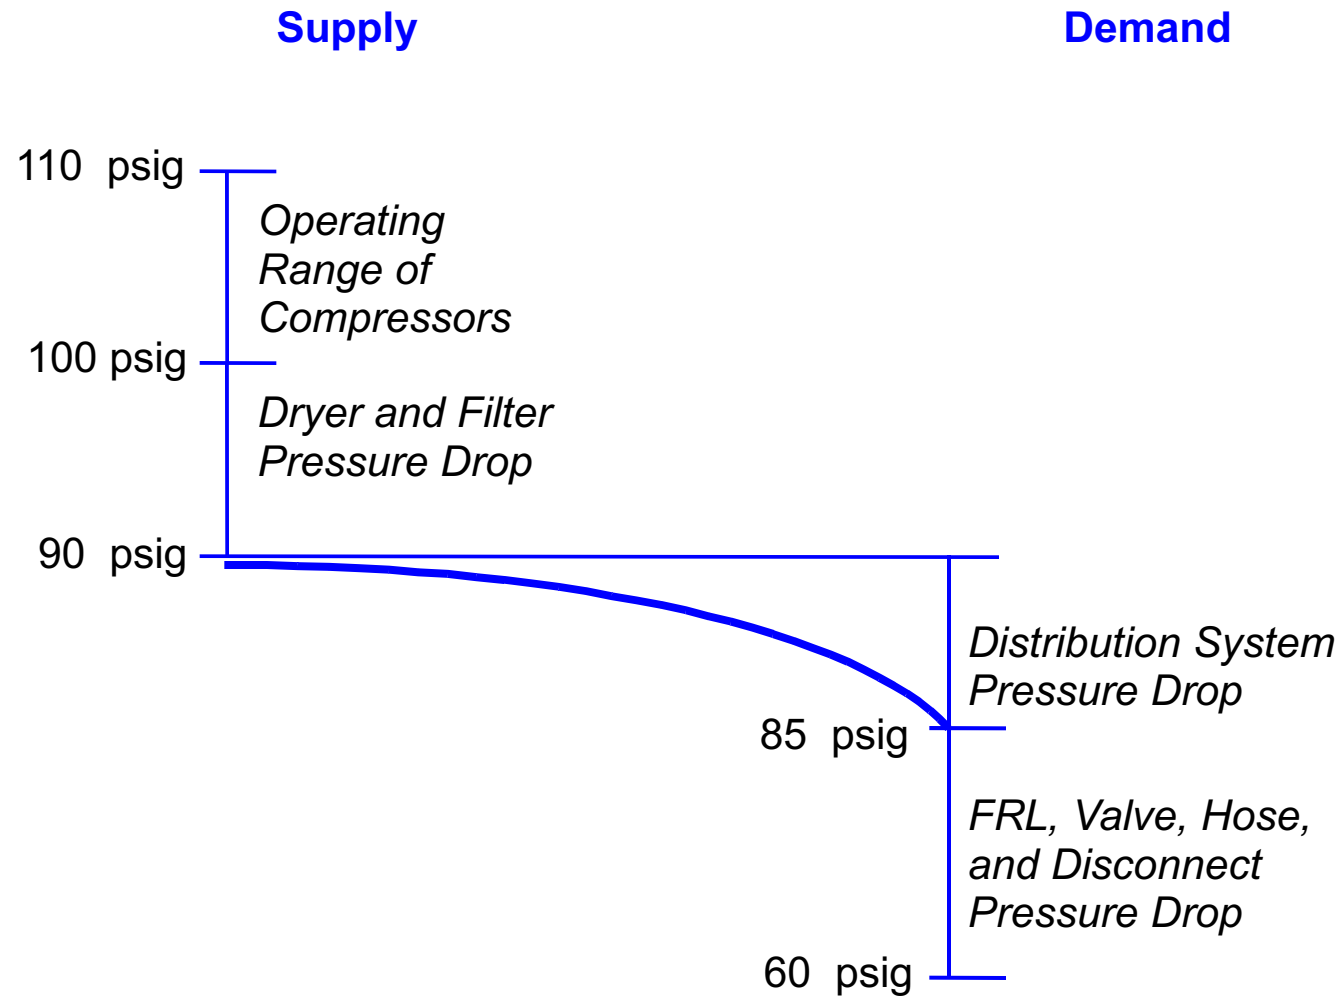 Supply
Demand
110 psig
Operating
Range of
Compressors
100 psig
Dryer and Filter
Pressure Drop
90 psig
Distribution System
Pressure Drop
85 psig
FRL, Valve, Hose,
and Disconnect
Pressure Drop
60 psig